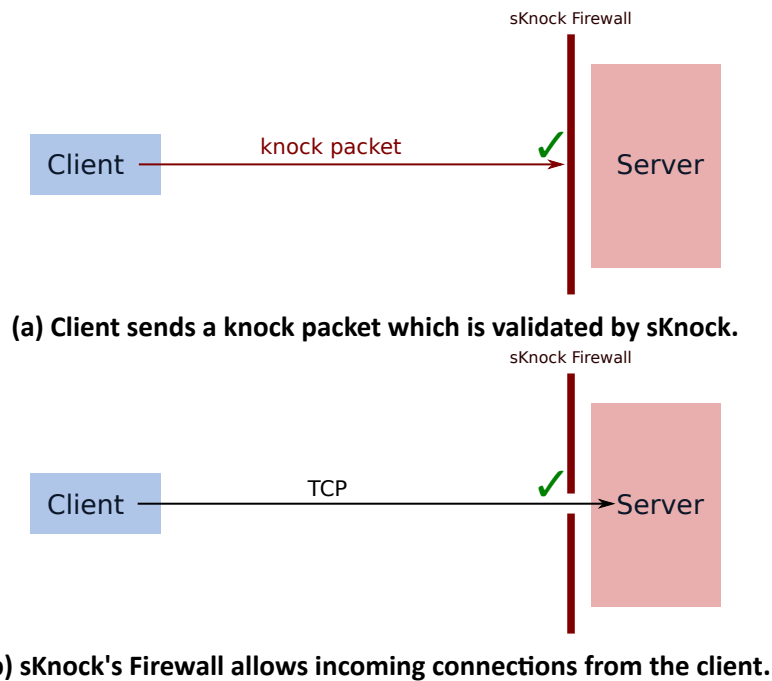 sKnock Firewall
knock packet
Client
Server
(a) Client sends a knock packet which is validated by sKnock.
sKnock Firewall
TCP
Client
Server
) sKnock's Firewall allows incoming connections from the client.